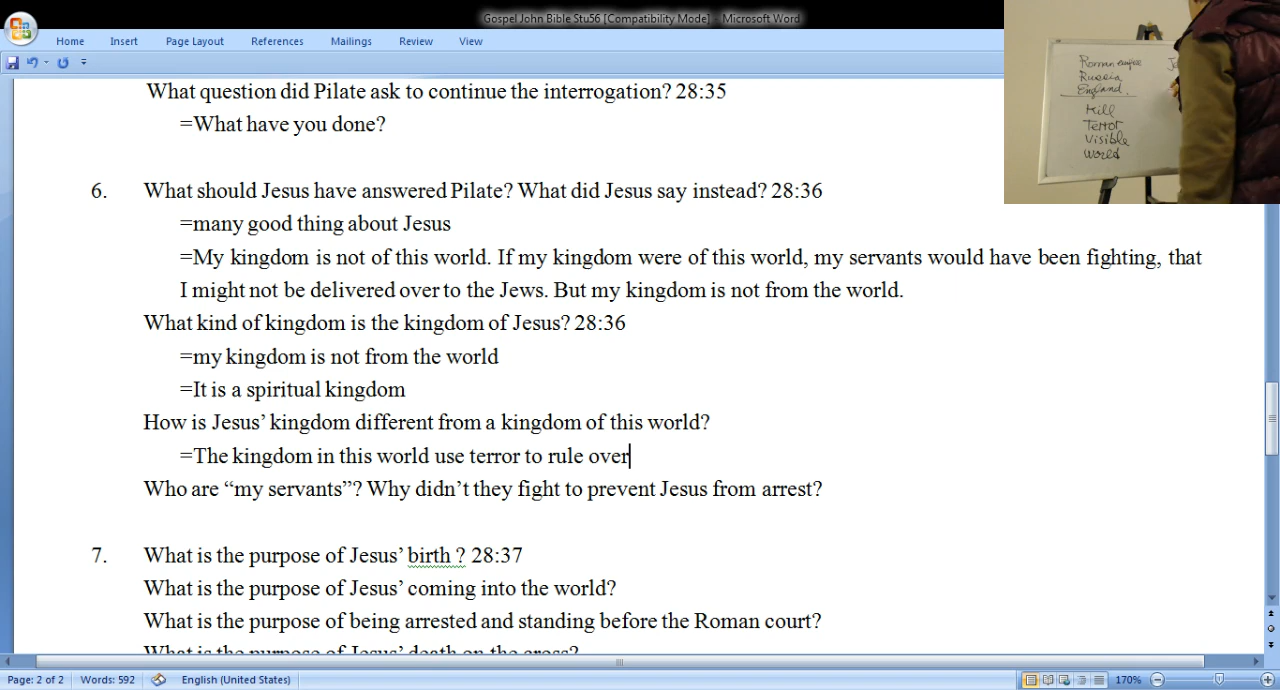 Gospel John Bible Stu56 [Compatibility Mode] - Microsoft Word
Home Insert Page Layout References Mailings Review View
What question did Pilate ask to continue the interrogation? 28:35
=What have you done?
6. What should Jesus have answered Pilate? What did Jesus say instead? 28:36
=many good thing about Jesus
=My kingdom is not of this world. If my kingdom were of this world, my servants would have been fighting, that
I might not be delivered over to the Jews. But my kingdom is not from the world.
What kind of kingdom is the kingdom of Jesus? 28:36
=my kingdom is not from the world
=It is a spiritual kingdom
How is Jesus’ kingdom different from a kingdom of this world?
=The kingdom in this world use terror to rule over
Who are “my servants”? Why didn’t they fight to prevent Jesus from arrest?
7. What is the purpose of Jesus’ birth ? 28:37
What is the purpose of Jesus’ coming into the world?
What is the purpose of being arrested and standing before the Roman court?
What is the purpose of Jesus’ death on the cross?
Page: 2 of 2 Words: 592 English (United States) 170%
Roman
Russia
England
Kill
Terror
Visible
World